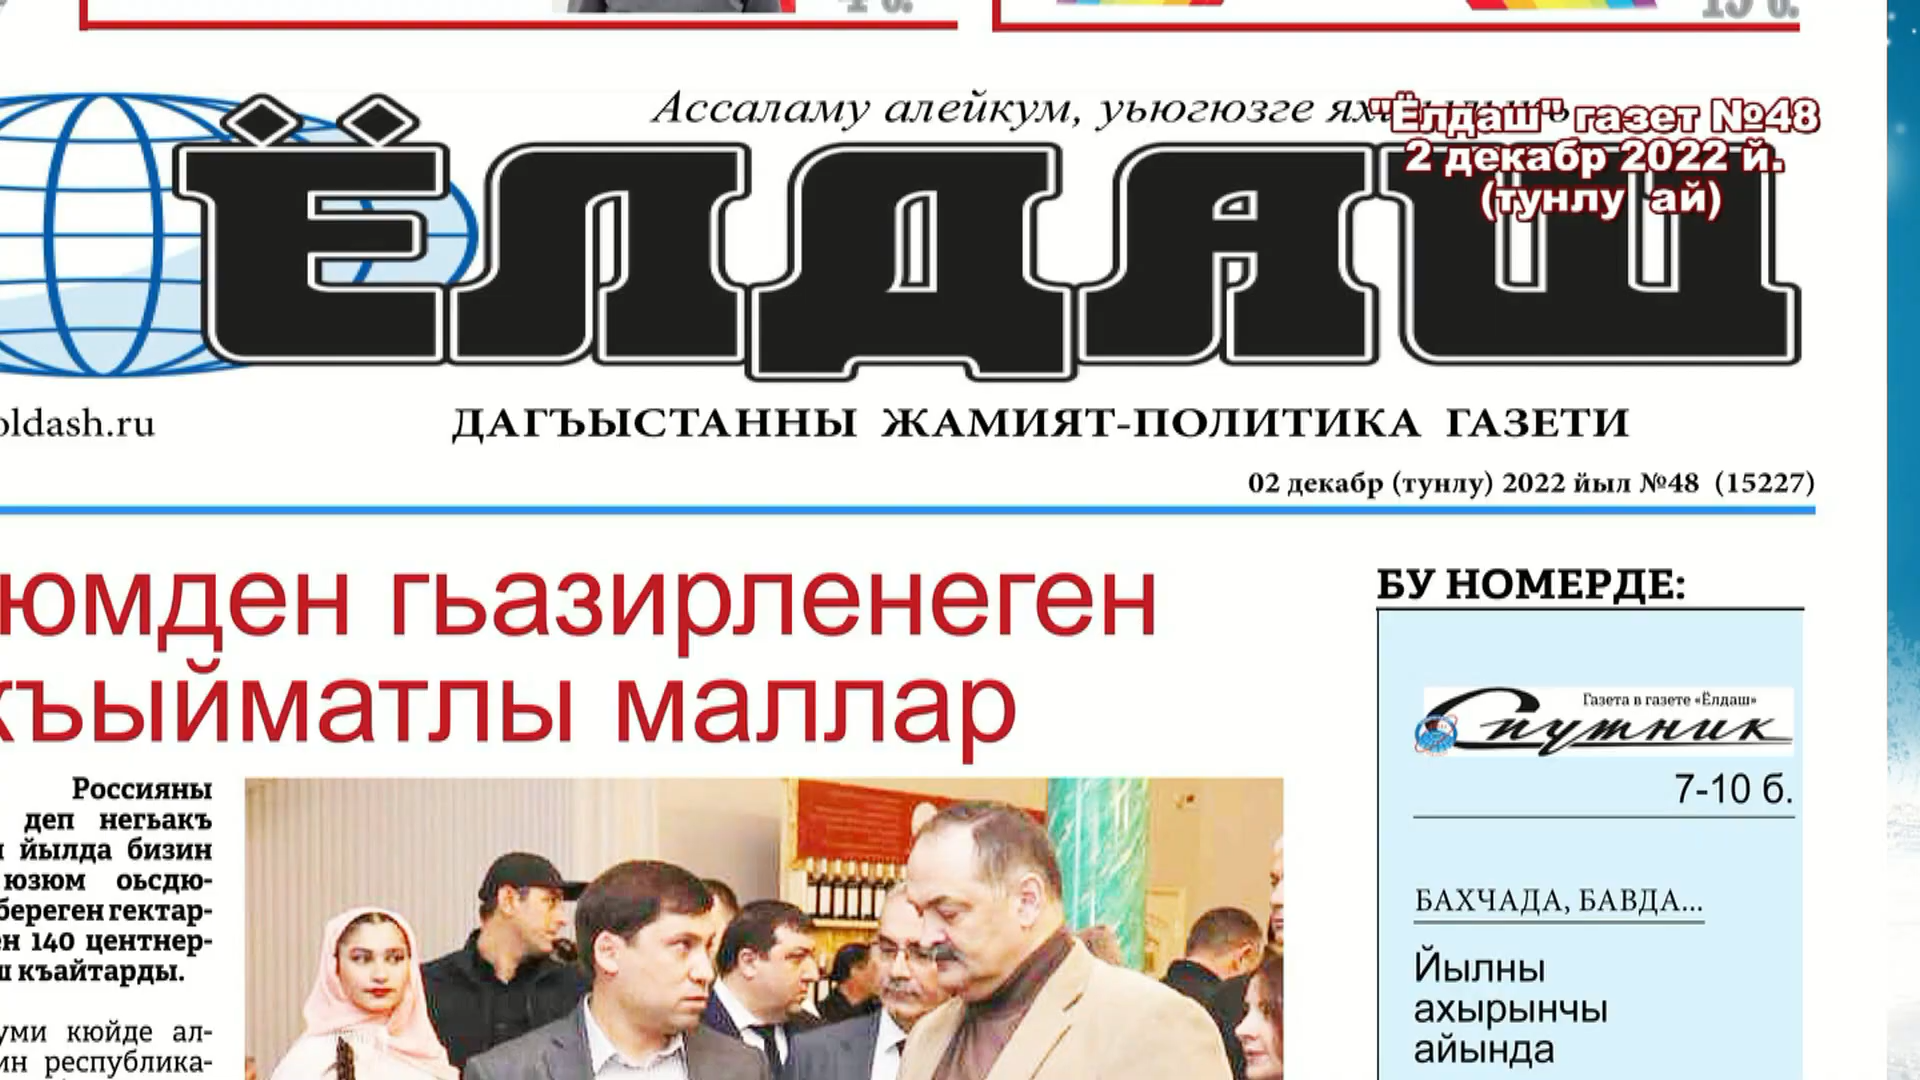 Ассаламу алейкум, уьюгюзге
"Ёлдаш" газет №48
2 декабр 2022 й.
(тунлу ай)
ЁЛДАШ
oldash.ru
ДАГЪЫСТАННЫ ЖАМИЯТ-ПОЛИТИКА ГАЗЕТИ
02 декабр (тунлу) 2022 йыл №48 (15227)
юмден гьазирленеген
къыйматлы маллар
БУ НОМЕРДЕ:
Газета в газете «Ёлдаш»
Спутник
7-10 б.
БАХЧАДА, БАВДА...
Йылны
ахырынчы
айында
Россияны
деп негьакъ
йылда бизин
юзюм оьсдю-
береген гектар-
140 центнер-
къайтарды.
кюйде ал-
республика-